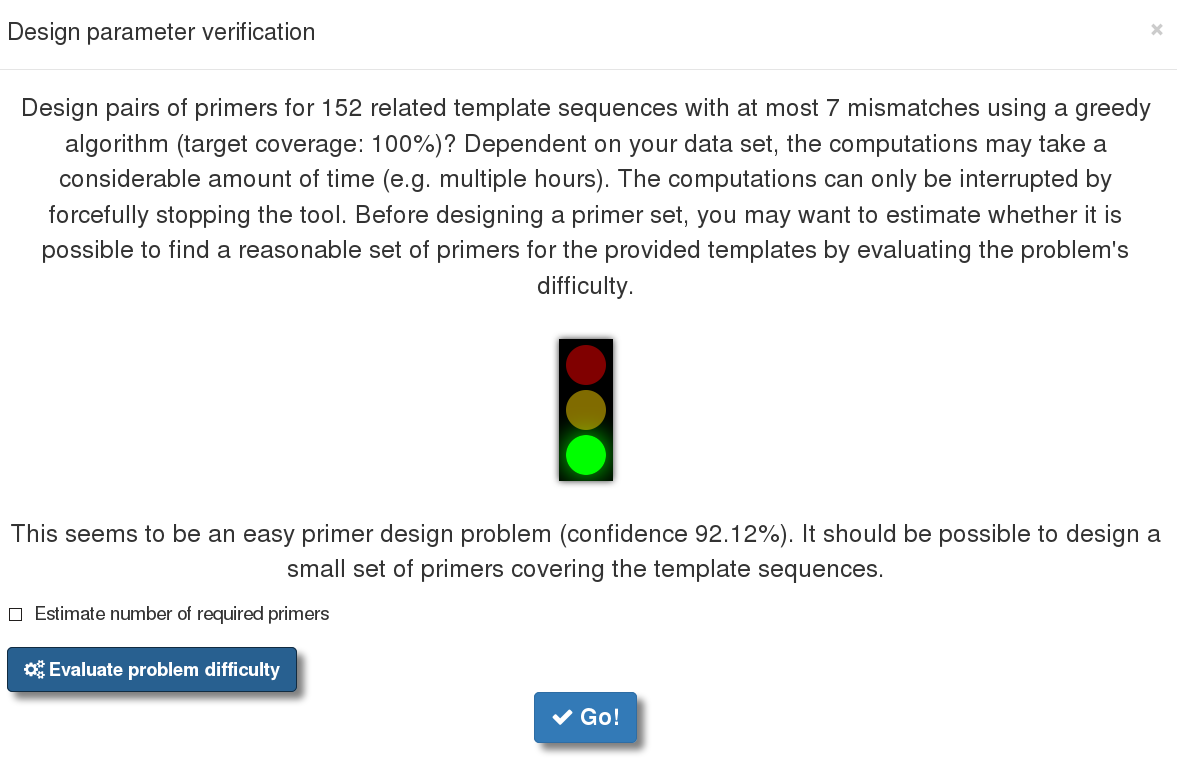 Design parameter verification
×
Design pairs of primers for 152 related template sequences with at most 7 mismatches using a greedy
algorithm (target coverage: 100%)? Dependent on your data set, the computations may take a
considerable amount of time (e.g. multiple hours). The computations can only be interrupted by
forcefully stopping the tool. Before designing a primer set, you may want to estimate whether it is
possible to find a reasonable set of primers for the provided templates by evaluating the problem's
difficulty.
This seems to be an easy primer design problem (confidence 92.12%). It should be possible to design a
small set of primers covering the template sequences.
Estimate number of required primers
Evaluate problem difficulty
Go!